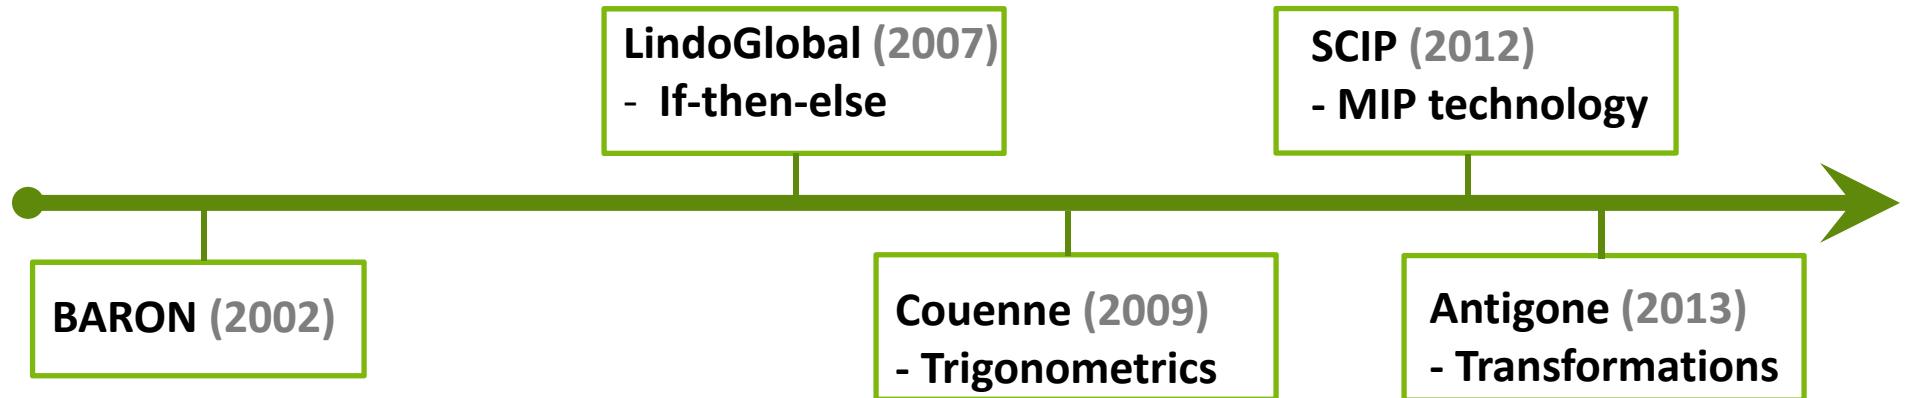 LindoGlobal (2007)
- If-then-else
SCIP (2012)
- MIP technology
BARON (2002)
Couenne (2009)
- Trigonometrics
Antigone (2013)
- Transformations